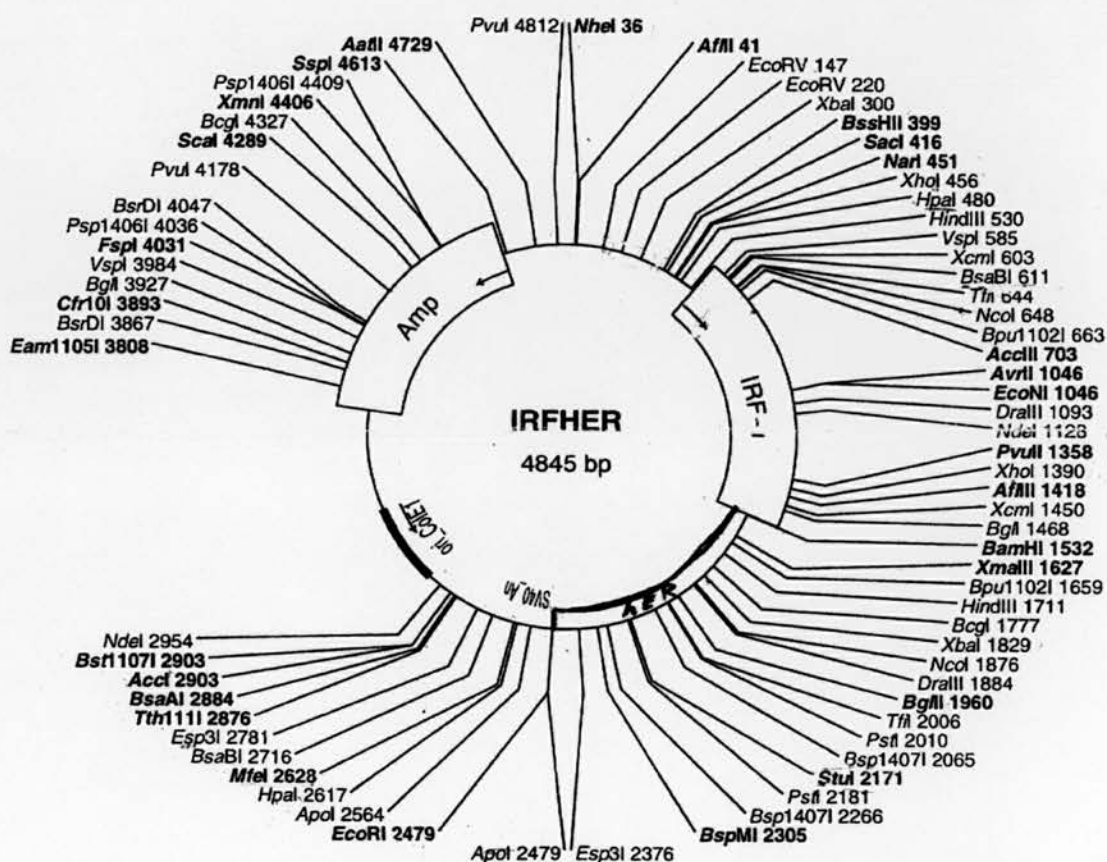 PvuI 4812
NheI 36
AatII 4729
AflII 41
SspI 4613
EcoRV 147
Psp1406I 4409
EcoRV 220
XmnI 4406
XbaI 300
BcgI 4327
BssHII 399
ScaI 4289
SacI 416
NarI 451
PvuI 4178
XhoI 456
HpaI 480
BsrDI 4047
HindIII 530
Psp1406I 4036
VspI 585
FspI 4031
XcmI 603
VspI 3984
BsaBI 611
BglI 3927
TfiI 644
Cfr10I 3893
NcoI 648
BsrDI 3867
Bpu1102I 663
Eam1105I 3808
AccIII 703
AvrII 1046
EcoNI 1046
DraIII 1093
NdeI 1128
PvuII 1358
XhoI 1390
AflIII 1418
XcmI 1450
BglI 1468
BamHI 1532
XmaIII 1627
Bpu1102I 1659
HindIII 1711
BcgI 1777
XbaI 1829
NcoI 1876
DraIII 1884
BglII 1960
TfiI 2006
PstI 2010
Bsp1407I 2065
StuI 2171
PstI 2181
Bsp1407I 2266
BspMI 2305
Esp3I 2376
ApoI 2479
EcoRI 2479
ApoI 2564
HpaI 2617
MfeI 2628
BsaBI 2716
Esp3I 2781
Tth111I 2876
BsaAI 2884
AccI 2903
Bst1107I 2903
NdeI 2954
Amp
IRF-1
IRFHER
4845 bp
ori_ColE1
SV40_An
hER